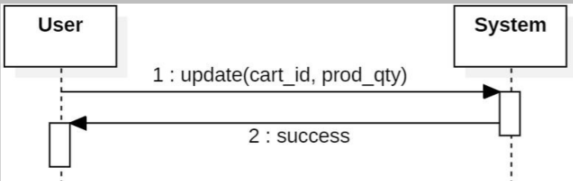 User
System
1 : update(cart_id, prod_qty)
2 : success